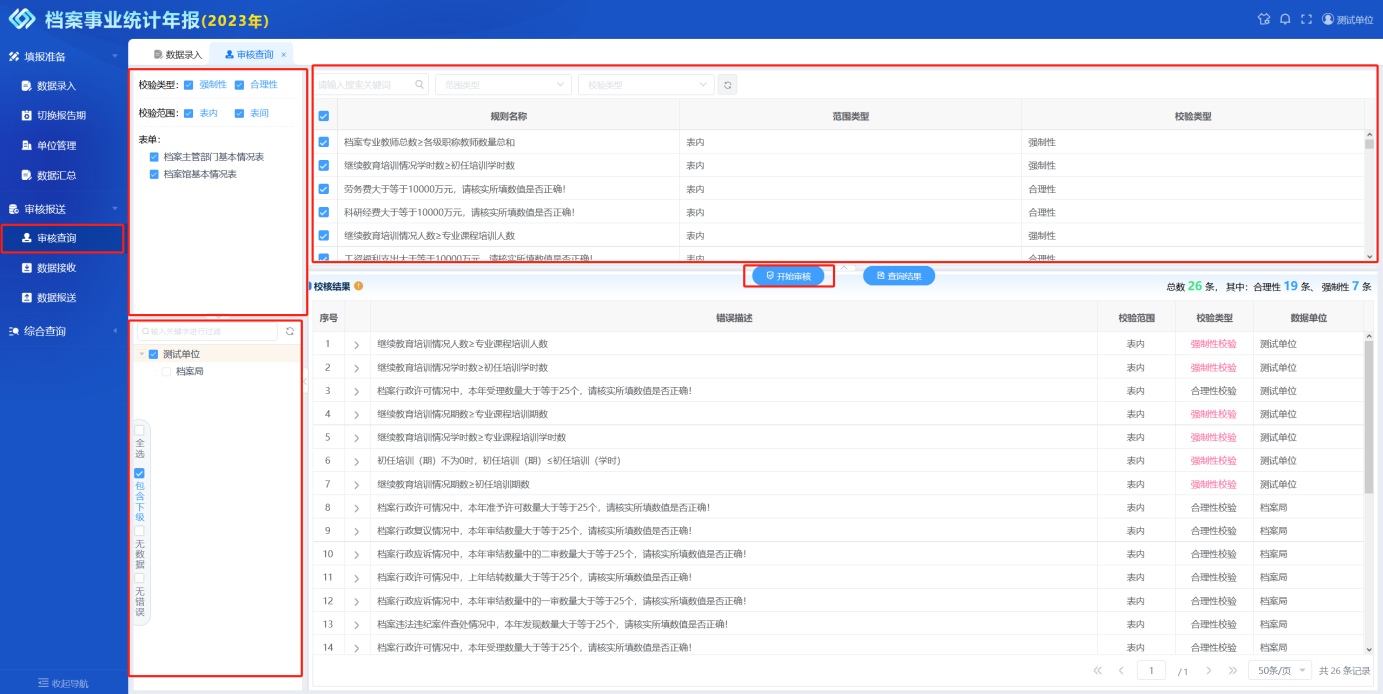 档案事业统计年报(2023年)
测试单位
填报准备
数据录入
切换报告期
单位管理
数据汇总
审核报送
审核查询
数据接收
数据报送
综合查询
收起导航
数据录入 审核查询 ×
校验类型: 强制性 合理性
校验范围: 表内 表间
表单:
档案主管部门基本情况表
档案馆基本情况表
输入关键字进行过滤
测试单位
档案局
全选
包含下级
无数据
无错误
请输入搜索关键词 范围类型 校验类型
规则名称 范围类型 校验类型
档案专业教师总数≥各级职称教师数量总和 表内 强制性
继续教育培训情况学时数≥初任培训学时数 表内 强制性
劳务费大于等于10000万元，请核实所填数值是否正确! 表内 合理性
科研经费大于等于10000万元，请核实所填数值是否正确! 表内 合理性
继续教育培训情况人数≥专业课程培训人数 表内 强制性
工资福利支出大于等于10000万元，请核实所填数值是否正确! 表内 合理性
开始审核 查询结果
校核结果 总数 26 条，其中: 合理性 19 条、强制性 7 条
序号 错误描述 校验范围 校验类型 数据单位
1 继续教育培训情况人数≥专业课程培训人数 表内 强制性校验 测试单位
2 继续教育培训情况学时数≥初任培训学时数 表内 强制性校验 测试单位
3 档案行政许可情况中，本年受理数量大于等于25个，请核实所填数值是否正确! 表内 合理性校验 测试单位
4 继续教育培训情况期数≥专业课程培训期数 表内 强制性校验 测试单位
5 继续教育培训情况学时数≥专业课程培训学时数 表内 强制性校验 测试单位
6 初任培训（期）不为0时，初任培训（期）≤初任培训（学时） 表内 强制性校验 测试单位
7 继续教育培训情况期数≥初任培训期数 表内 强制性校验 测试单位
8 档案行政许可情况中，本年准予许可数量大于等于25个，请核实所填数值是否正确! 表内 合理性校验 档案局
9 档案行政复议情况中，本年审结数量大于等于25个，请核实所填数值是否正确! 表内 合理性校验 档案局
10 档案行政应诉情况中，本年审结数量中的二审数量大于等于25个，请核实所填数值是否正确! 表内 合理性校验 档案局
11 档案行政许可情况中，上年结转数量大于等于25个，请核实所填数值是否正确! 表内 合理性校验 档案局
12 档案行政应诉情况中，本年审结数量中的一审数量大于等于25个，请核实所填数值是否正确! 表内 合理性校验 档案局
13 档案违法违纪案件查处情况中，本年发现数量大于等于25个，请核实所填数值是否正确! 表内 合理性校验 档案局
14 档案行政许可情况中，本年受理数量大于等于25个，请核实所填数值是否正确! 表内 合理性校验 档案局
1 /1 50条/页 共 26 条记录